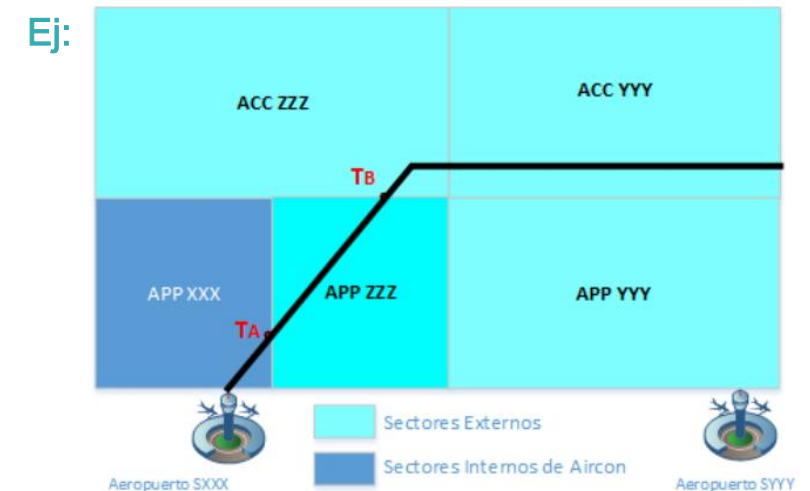 Ej:
ACC ZZZ
ACC YYY
TB
APP XXX
APP ZZZ
APP YYY
TA
Sectores Externos
Sectores Internos de Aircon
Aeropuerto SXXX
Aeropuerto SYYY